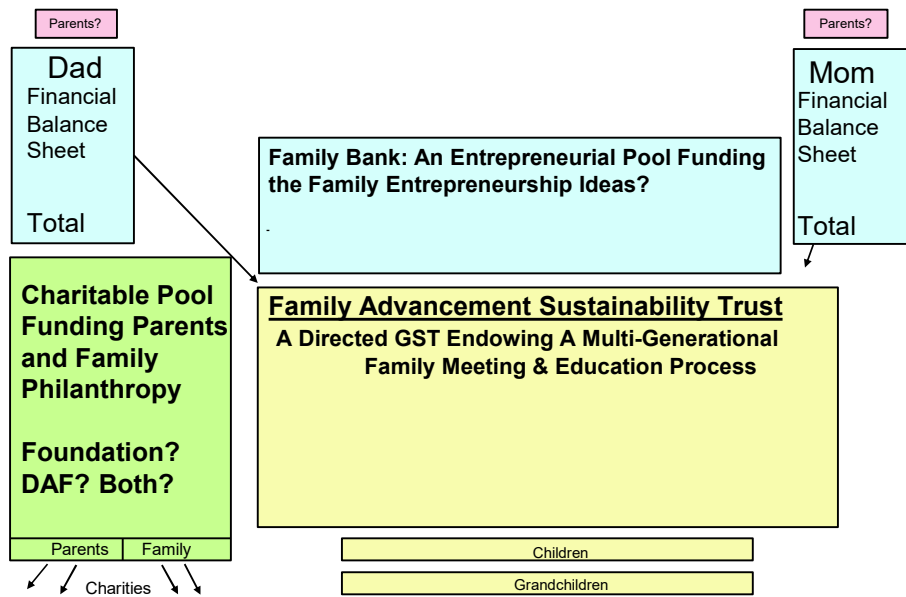 Parents?
Parents?
Dad
Financial
Balance
Sheet
Total
Mom
Financial
Balance
Sheet
Total
Family Bank: An Entrepreneurial Pool Funding
the Family Entrepreneurship Ideas?
-
Charitable Pool
Funding Parents
and Family
Philanthropy
Foundation?
DAF? Both?
Parents
Family
Charities
Family Advancement Sustainability Trust
A Directed GST Endowing A Multi-Generational
Family Meeting & Education Process
Children
Grandchildren